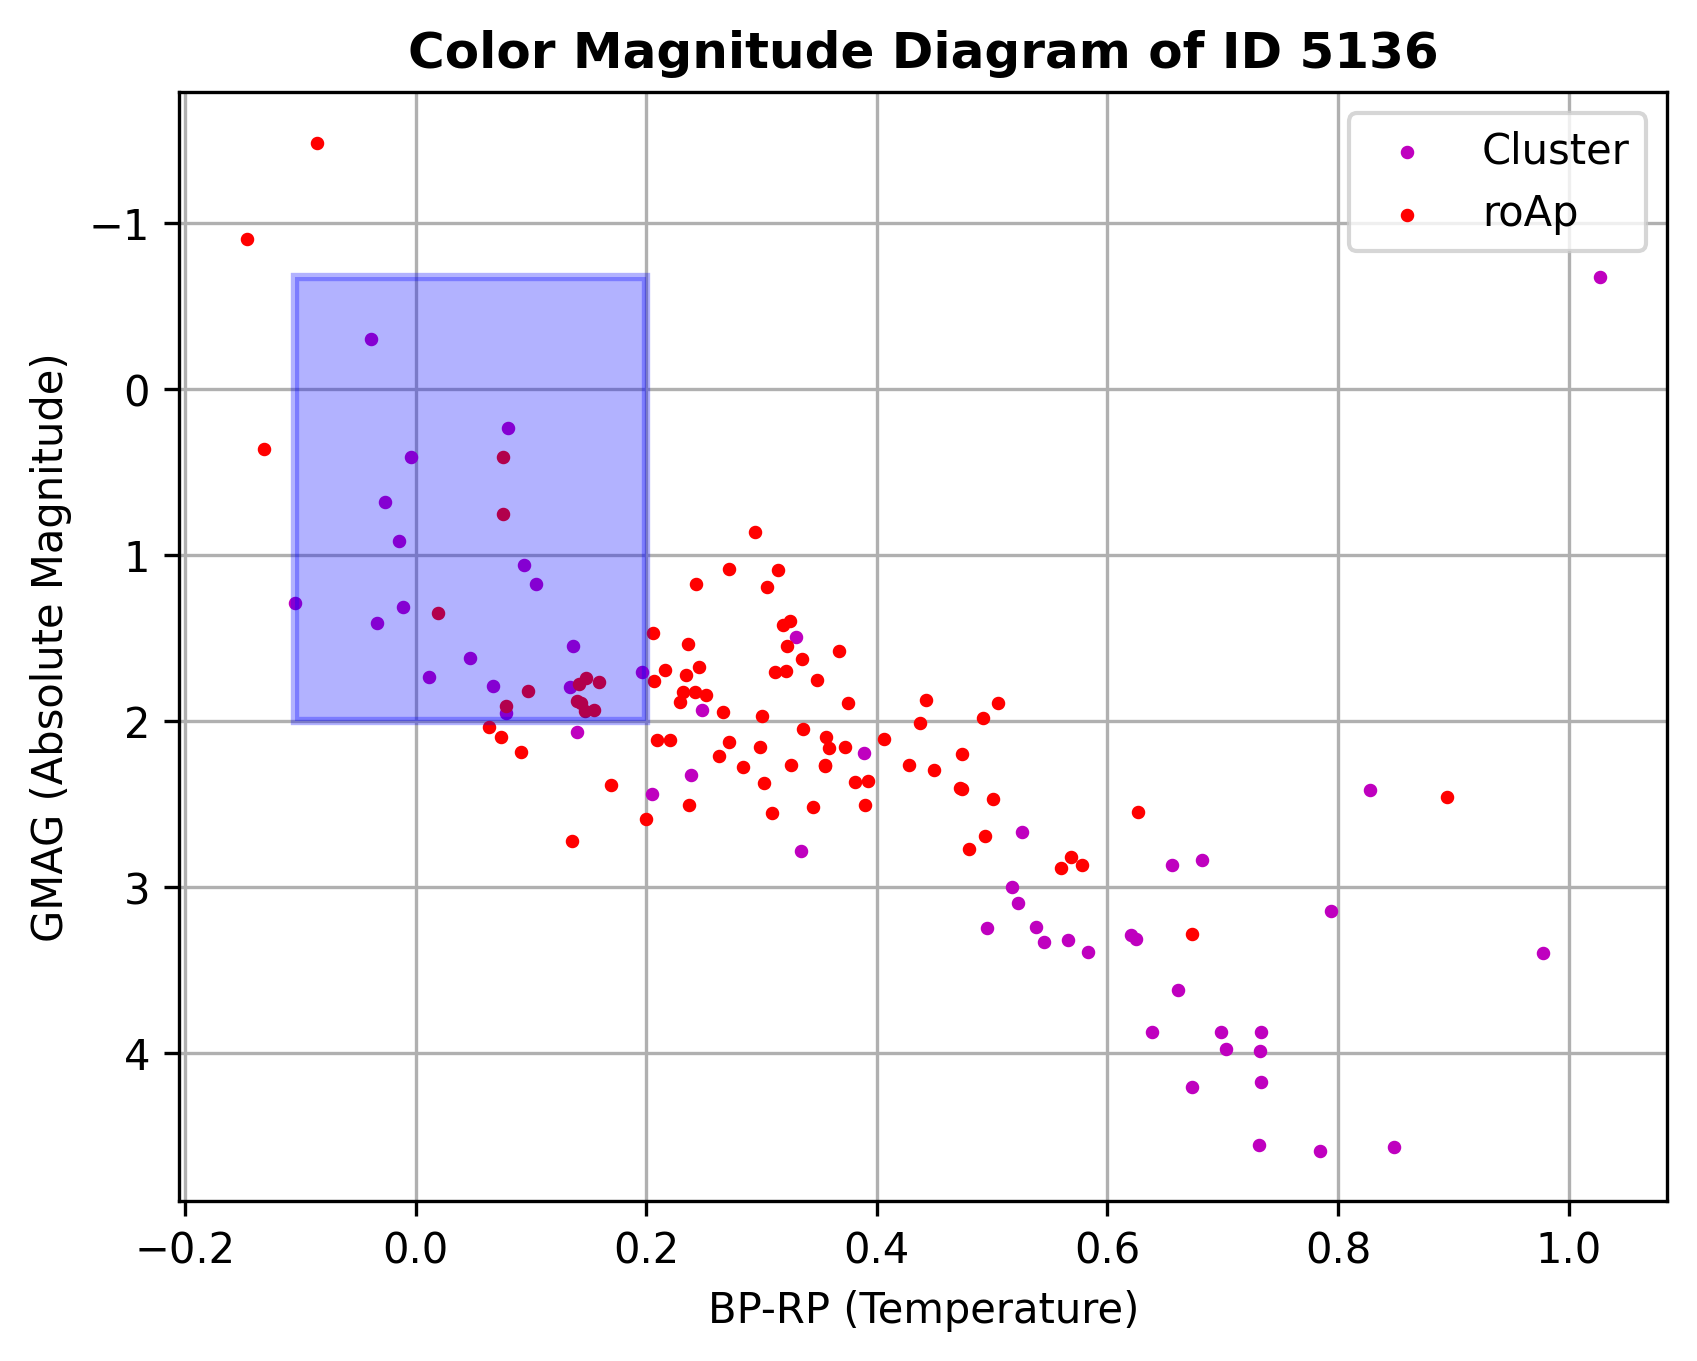 Color Magnitude Diagram of ID 5136
Cluster
roAp
−1
0
1
2
3
4
GMAG (Absolute Magnitude)
−0.2 0.0 0.2 0.4 0.6 0.8 1.0
BP-RP (Temperature)